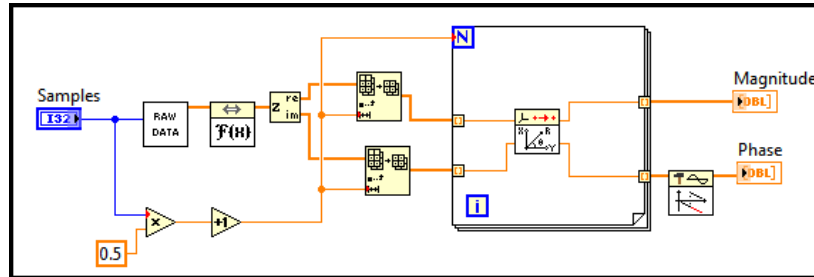 Samples
I32
RAW
DATA
F(x)
z re
im
N
Magnitude
DBL]
x R
θ
Y
Phase
DBL]
i
×
+1
0.5